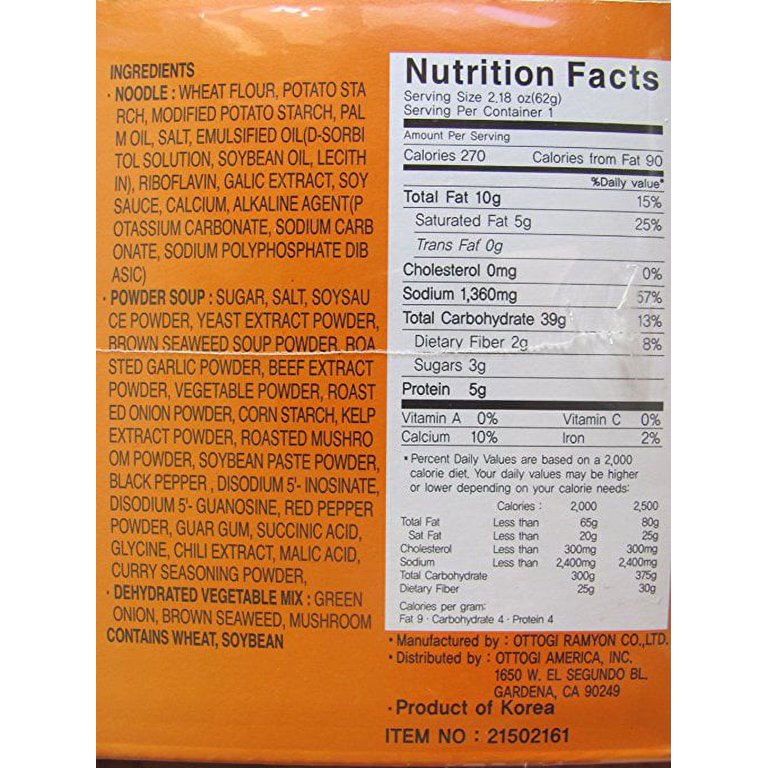 INGREDIENTS
· NOODLE : WHEAT FLOUR, POTATO STA
RCH, MODIFIED POTATO STARCH, PAL
M OIL, SALT, EMULSIFIED OIL(D-SORBI
TOL SOLUTION, SOYBEAN OIL, LECITH
IN), RIBOFLAVIN, GALIC EXTRACT, SOY
SAUCE, CALCIUM, ALKALINE AGENT(P
OTASSIUM CARBONATE, SODIUM CARB
ONATE, SODIUM POLYPHOSPHATE DIB
ASIC)
· POWDER SOUP : SUGAR, SALT, SOYSAU
CE POWDER, YEAST EXTRACT POWDER,
BROWN SEAWEED SOUP POWDER, ROA
STED GARLIC POWDER, BEEF EXTRACT
POWDER, VEGETABLE POWDER, ROAST
ED ONION POWDER, CORN STARCH, KELP
EXTRACT POWDER, ROASTED MUSHRO
OM POWDER, SOYBEAN PASTE POWDER,
BLACK PEPPER , DISODIUM 5'- INOSINATE,
DISODIUM 5'- GUANOSINE, RED PEPPER
POWDER, GUAR GUM, SUCCINIC ACID,
GLYCINE, CHILI EXTRACT, MALIC ACID,
CURRY SEASONING POWDER,
· DEHYDRATED VEGETABLE MIX : GREEN
ONION, BROWN SEAWEED, MUSHROOM
CONTAINS WHEAT, SOYBEAN
Nutrition Facts
Serving Size 2.18 oz(62g)
Serving Per Container 1
Amount Per Serving
Calories 270 Calories from Fat 90
%Daily value*
Total Fat 10g 15%
Saturated Fat 5g 25%
Trans Faf 0g
Cholesterol 0mg 0%
Sodium 1,360mg 57%
Total Carbohydrate 39g 13%
Dietary Fiber 2g 8%
Sugars 3g
Protein 5g
Vitamin A 0% Vitamin C 0%
Calcium 10% Iron 2%
* Percent Daily Values are based on a 2,000
calorie diet. Your daily values may be higher
or lower depending on your calorie needs:
Calories : 2,000 2,500
Total Fat Less than 65g 80g
Sat Fat Less than 20g 25g
Cholesterol Less than 300mg 300mg
Sodium Less than 2,400mg 2,400mg
Total Carbohydrate 300g 375g
Dietary Fiber 25g 30g
Calories per gram:
Fat 9 · Carbohydrate 4 · Protein 4
• Manufactured by : OTTOGI RAMYON CO.,LTD.
• Distributed by : OTTOGI AMERICA, INC.
1650 W. EL SEGUNDO BL.
GARDENA, CA 90249
· Product of Korea
ITEM NO : 21502161